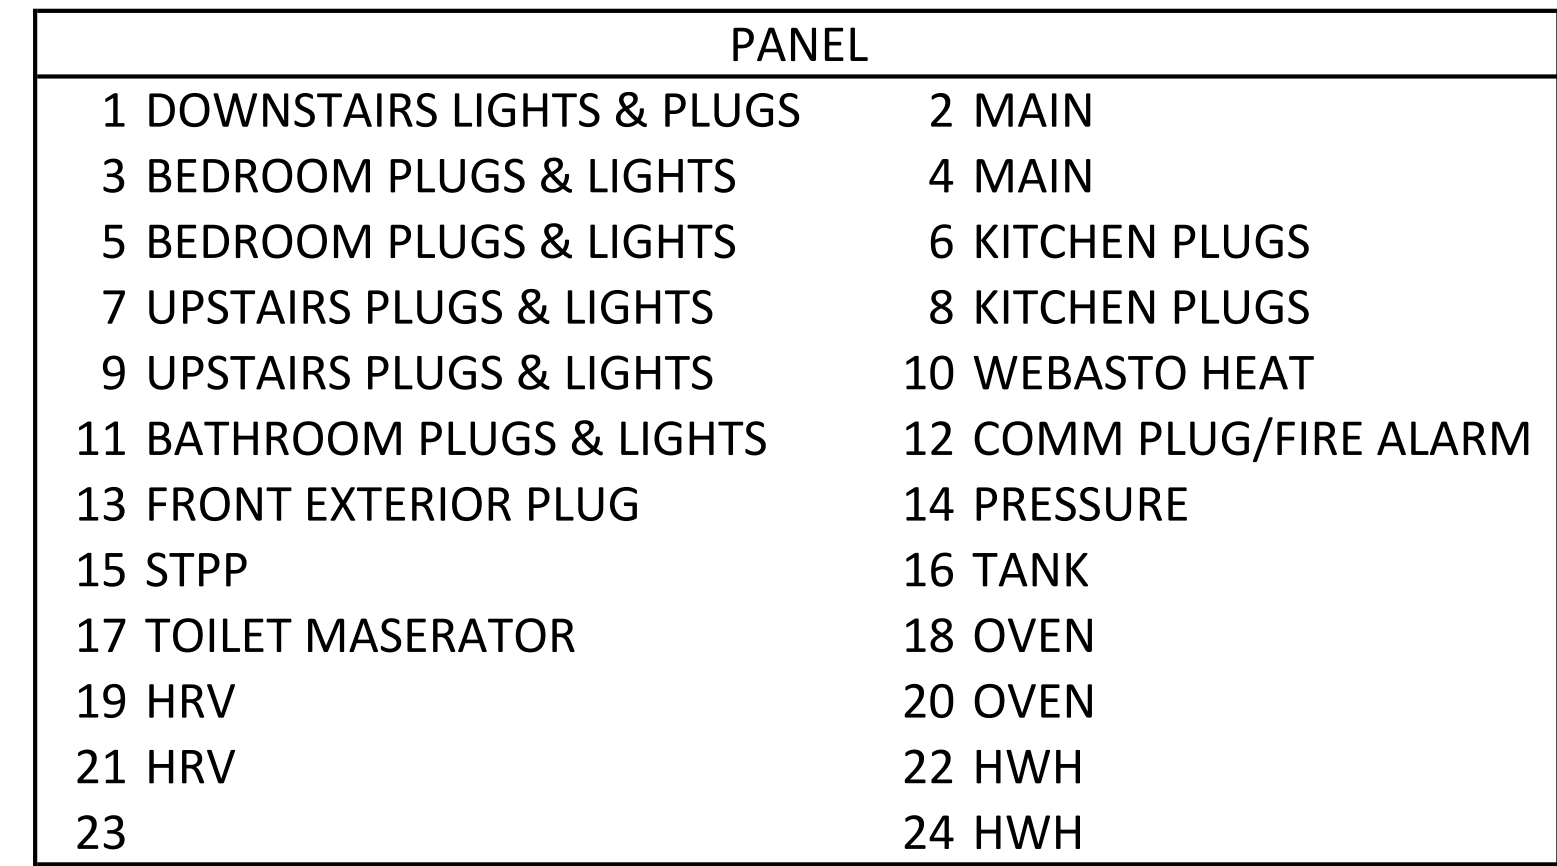 PANEL
1 DOWNSTAIRS LIGHTS & PLUGS 2 MAIN
3 BEDROOM PLUGS & LIGHTS 4 MAIN
5 BEDROOM PLUGS & LIGHTS 6 KITCHEN PLUGS
7 UPSTAIRS PLUGS & LIGHTS 8 KITCHEN PLUGS
9 UPSTAIRS PLUGS & LIGHTS 10 WEBASTO HEAT
11 BATHROOM PLUGS & LIGHTS 12 COMM PLUG/FIRE ALARM
13 FRONT EXTERIOR PLUG 14 PRESSURE
15 STPP 16 TANK
17 TOILET MASERATOR 18 OVEN
19 HRV 20 OVEN
21 HRV 22 HWH
23 24 HWH